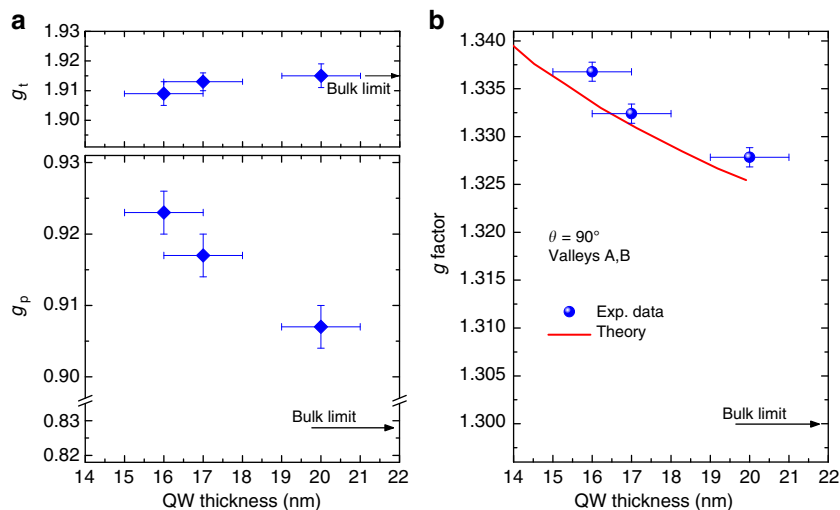 a
1.93
1.92
1.91
1.90
gt
Bulk limit
0.93
0.92
0.91
0.90
0.83
0.82
gp
Bulk limit
14 15 16 17 18 19 20 21 22
QW thickness (nm)
b
1.340
1.335
1.330
1.325
1.320
1.315
1.310
1.305
1.300
g factor
θ = 90°
Valleys A,B
Exp. data
Theory
Bulk limit
14 15 16 17 18 19 20 21 22
QW thickness (nm)